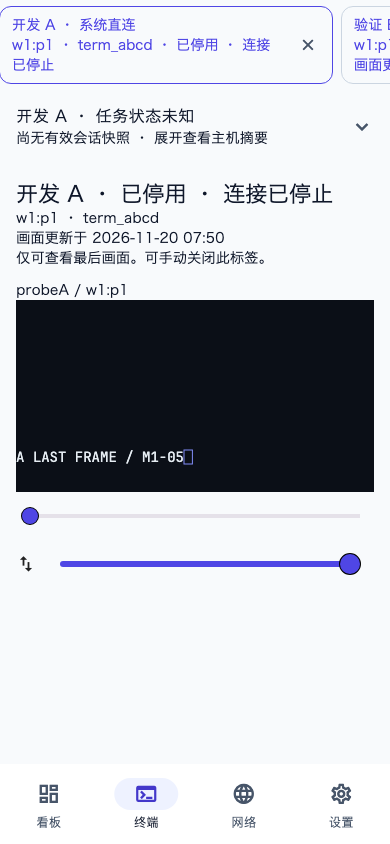 开发 A · 系统直连
w1:p1 · term_abcd · 已停用 · 连接
已停止
验证
w1:p
画面更
开发 A · 任务状态未知
尚无有效会话快照 · 展开查看主机摘要
开发 A · 已停用 · 连接已停止
w1:p1 · term_abcd
画面更新于 2026-11-20 07:50
仅可查看最后画面。可手动关闭此标签。
probeA / w1:p1
A LAST FRAME / M1-05
看板
终端
网络
设置